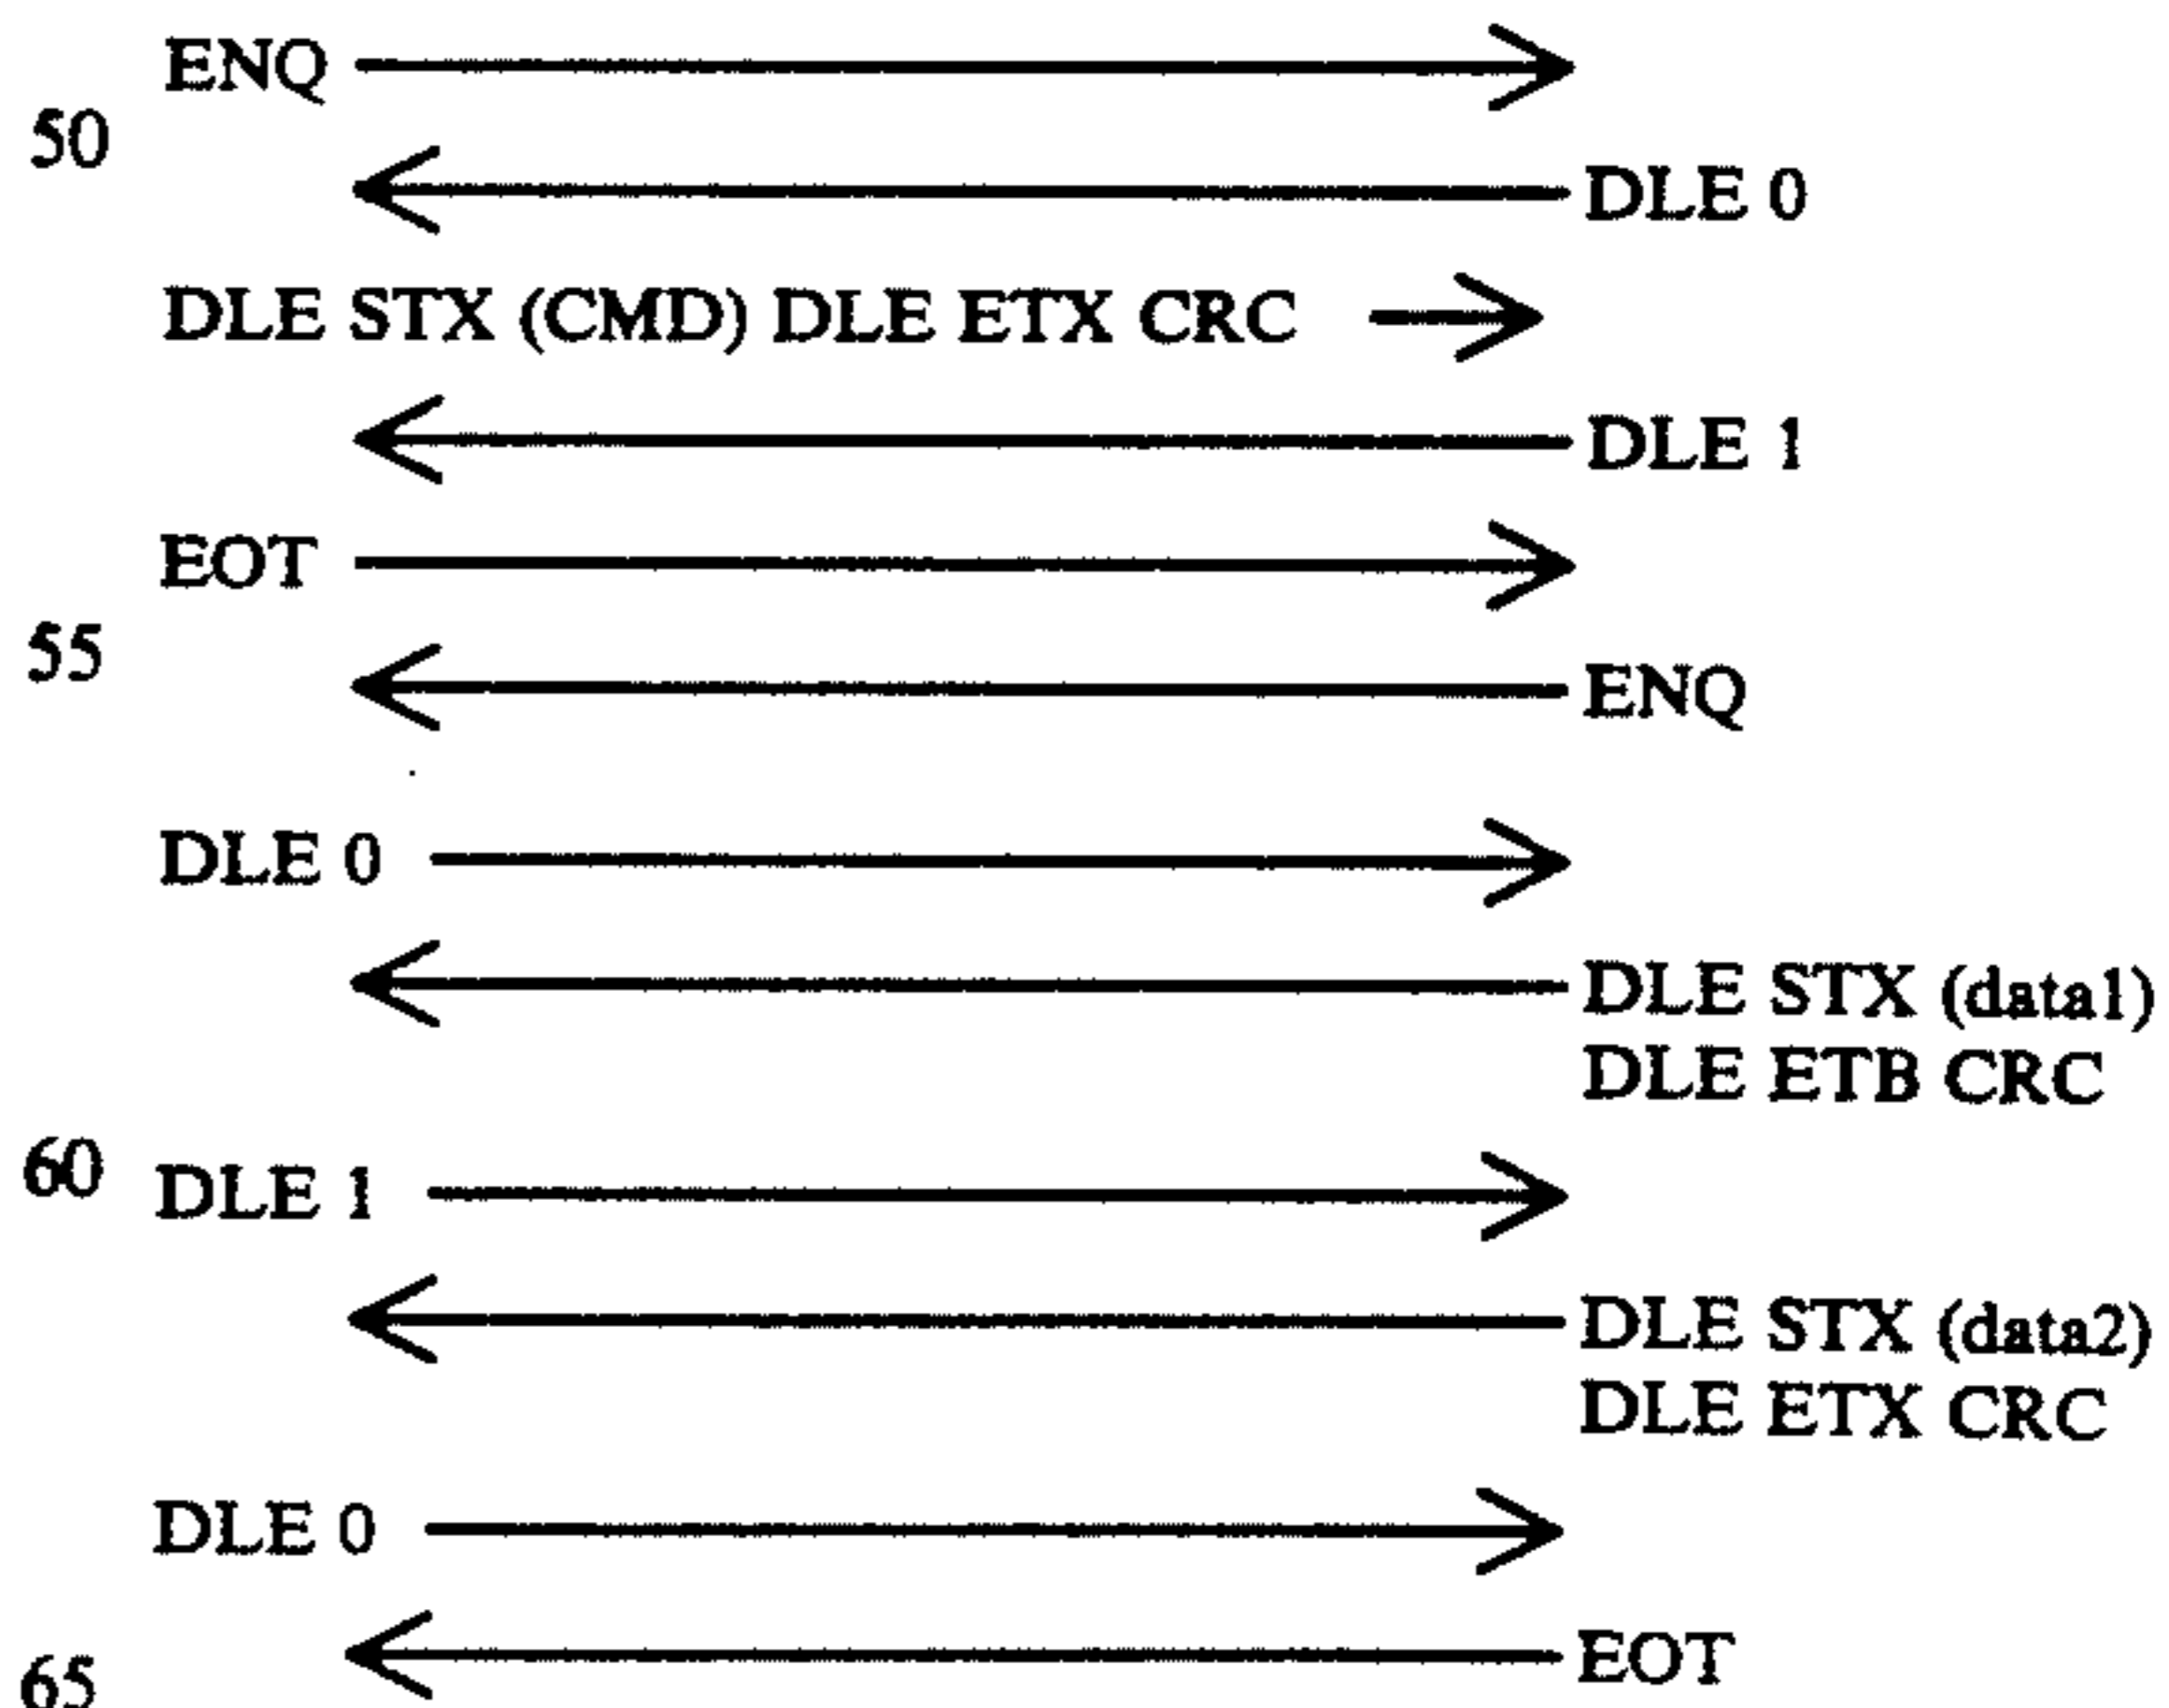 ENQ
50
DLE 0
DLE STX (CMD) DLE ETX CRC
DLE 1
EOT
55
ENQ
DLE 0
DLE STX (data1)
DLE ETB CRC
60 DLE 1
DLE STX (data2)
DLE ETX CRC
DLE 0
EOT
65